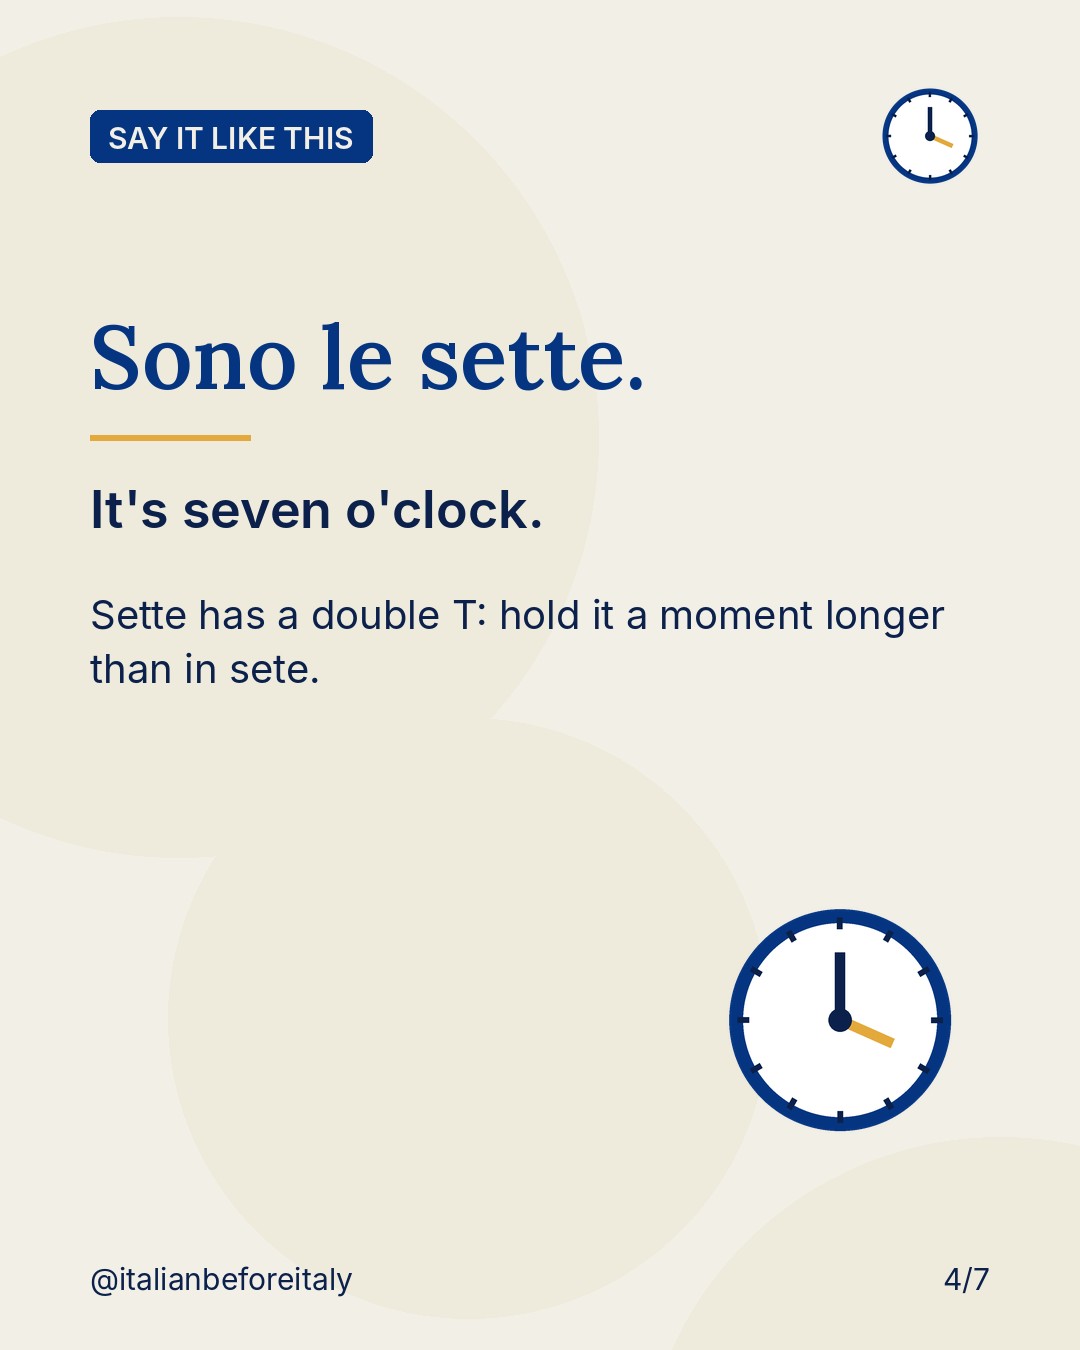 SAY IT LIKE THIS
Sono le sette.
It's seven o'clock.
Sette has a double T: hold it a moment longer
than in sete.
@italianbeforeitaly
4/7